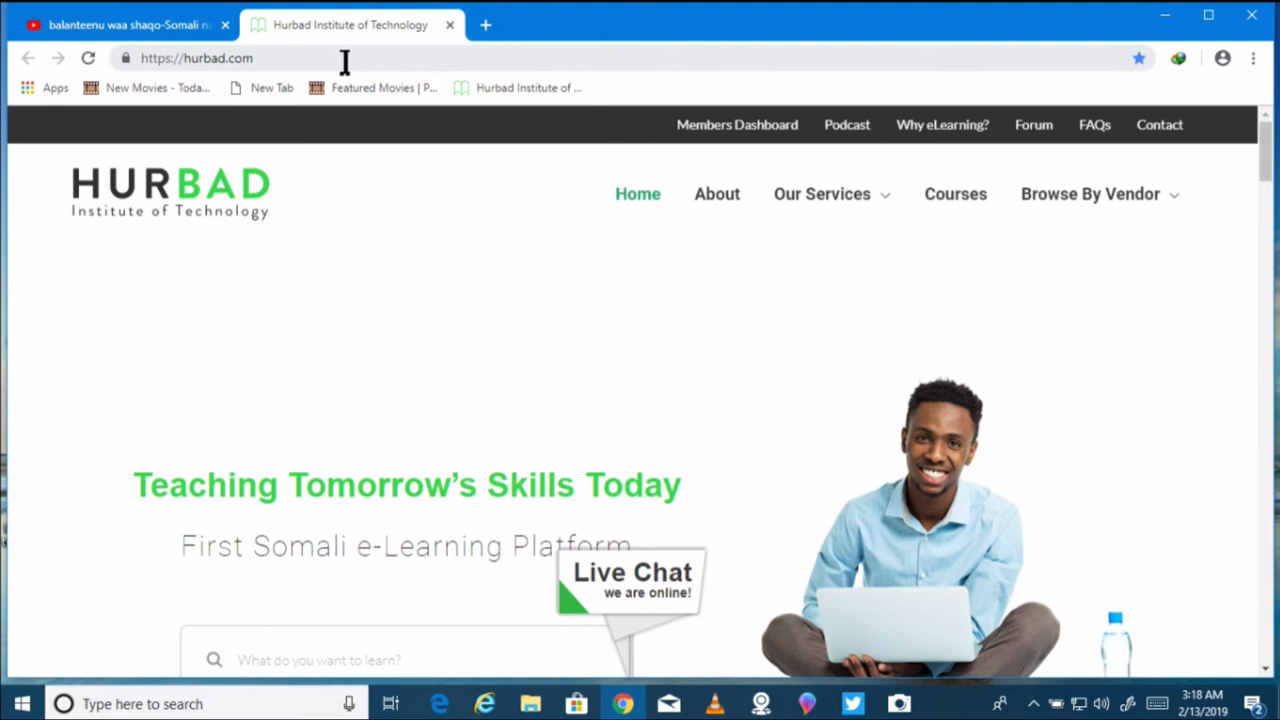 balanteenu waa shaqo-Somali na
Hurbad Institute of Technology
https://hurbad.com
Apps
New Movies - Toda...
New Tab
Featured Movies | P...
Hurbad Institute of ...
Members Dashboard Podcast Why eLearning? Forum FAQs Contact
HURBAD
Institute of Technology
Home About Our Services Courses Browse By Vendor
Teaching Tomorrow's Skills Today
First Somali e-Learning Platform
Live Chat
we are online!
What do you want to learn?
Type here to search
3:18 AM
2/13/2019
2